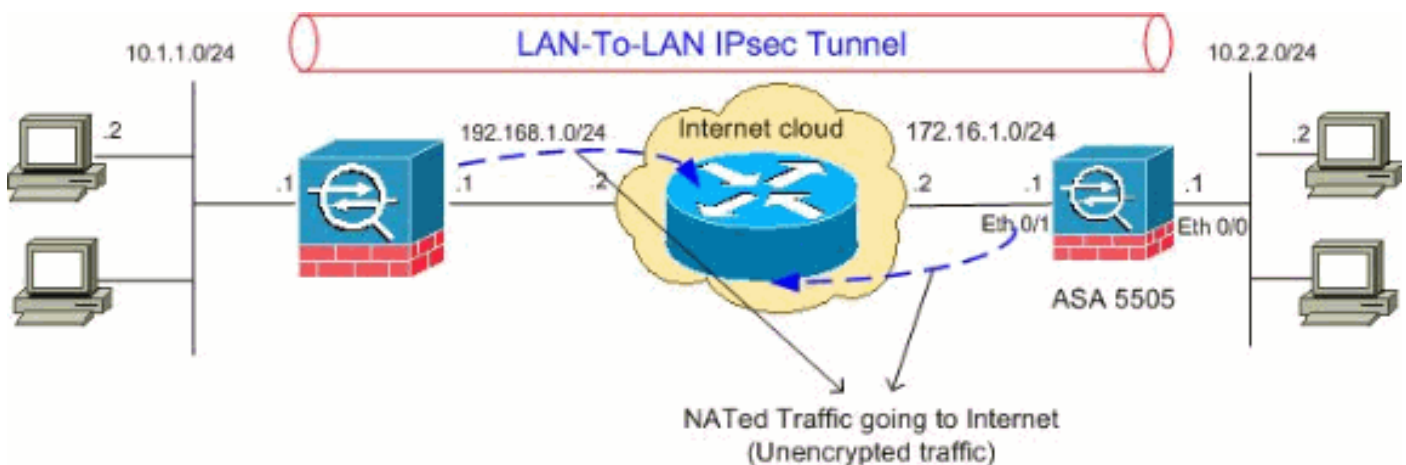 LAN-To-LAN IPsec Tunnel
10.1.1.0/24
10.2.2.0/24
.2
192.168.1.0/24
Internet cloud
172.16.1.0/24
.2
.1
.1
.2
.2
.1
.1
Eth 0/1
Eth 0/0
ASA 5505
NATed Traffic going to Internet
(Unencrypted traffic)